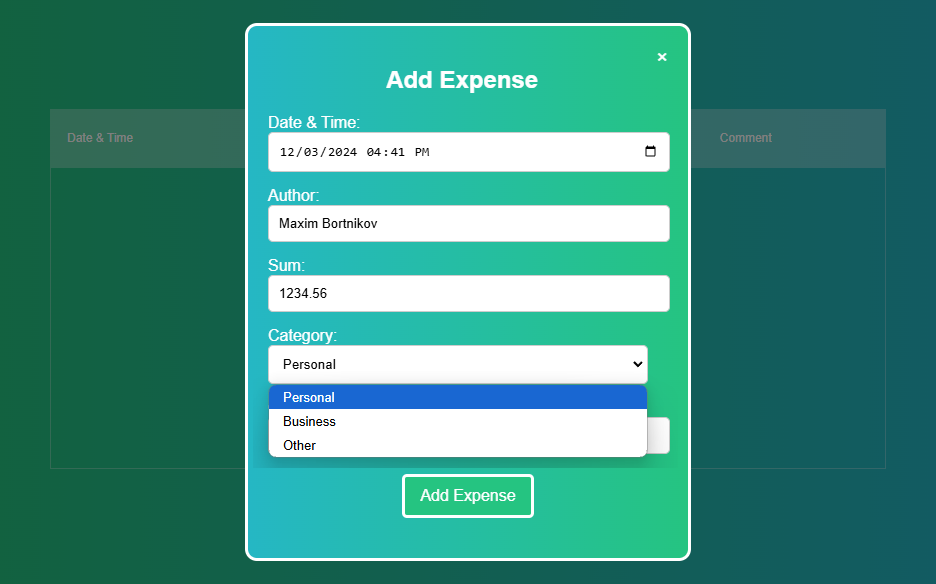 ×
Add Expense
Date & Time:
12/03/2024 04:41 PM
Date & Time
Comment
Author:
Maxim Bortnikov
Sum:
1234.56
Category:
Personal
Personal
Business
Other
Add Expense